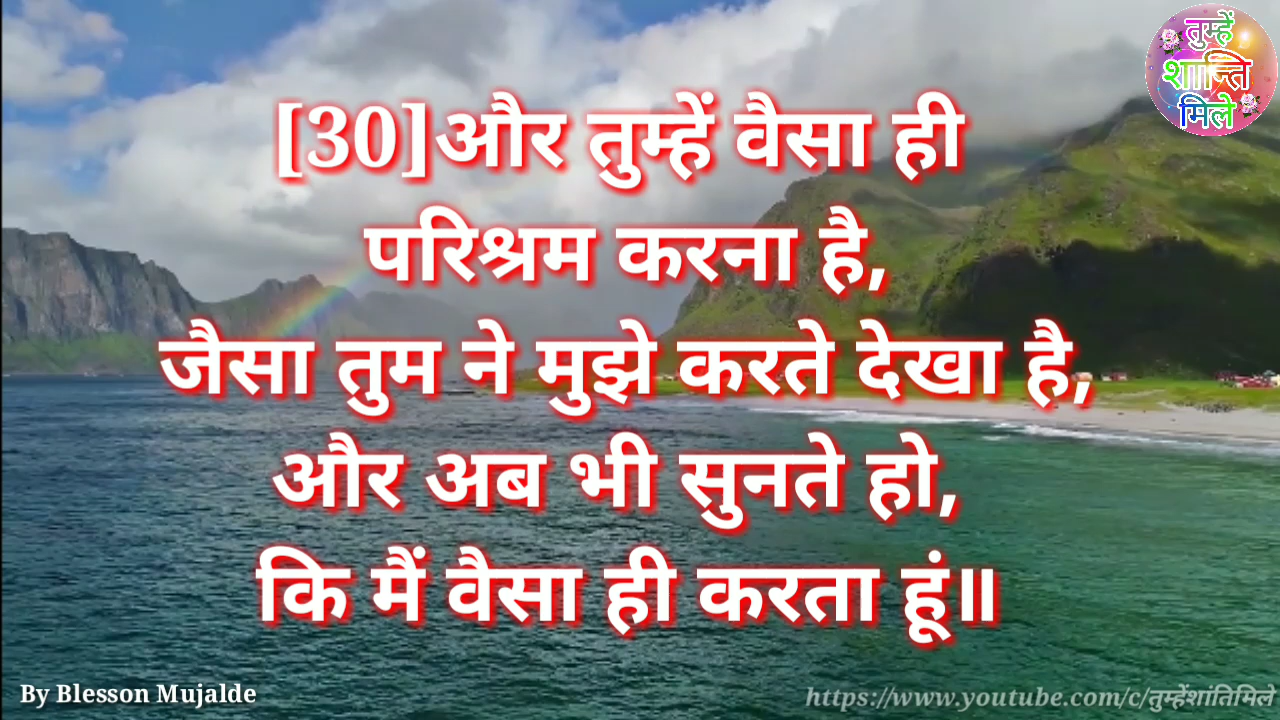 तुम्हें
शान्ति
मिले
[30]और तुम्हें वैसा ही
परिश्रम करना है,
जैसा तुम ने मुझे करते देखा है,
और अब भी सुनते हो,
कि मैं वैसा ही करता हूं॥
By Blesson Mujalde
https://www.youtube.com/c/तुम्हेंशांतिमिले